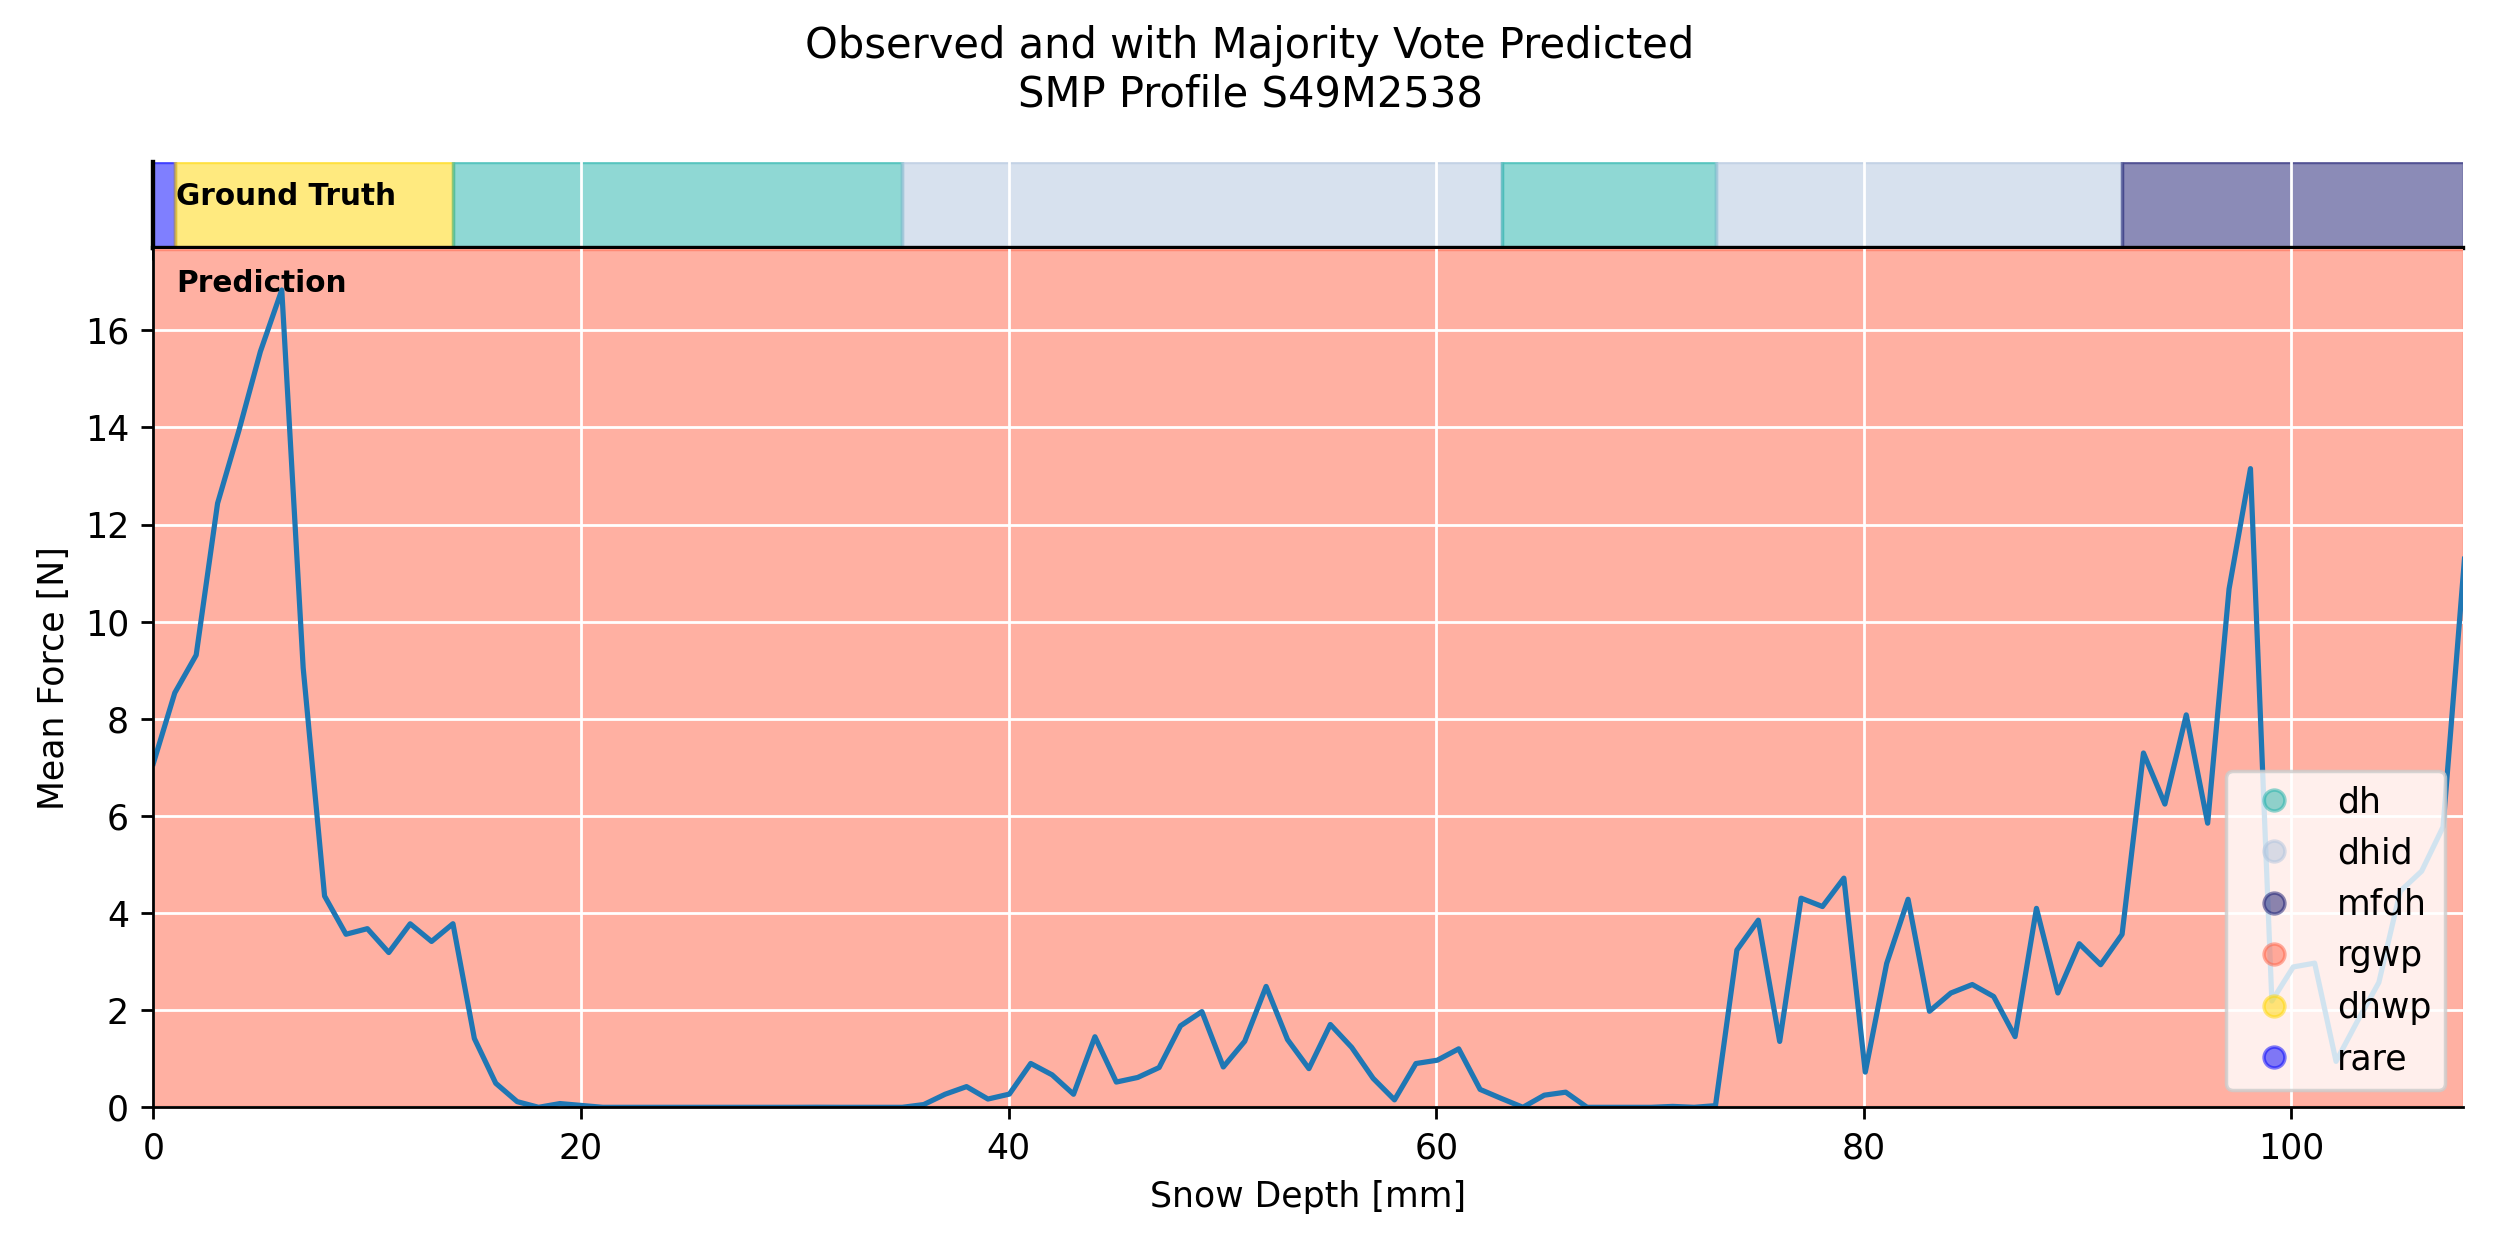 Observed and with Majority Vote Predicted
SMP Profile S49M2538
Ground Truth
Prediction
16
14
12
10
8
6
4
2
0
Mean Force [N]
0 20 40 60 80 100
Snow Depth [mm]
dh
dhid
mfdh
rgwp
dhwp
rare